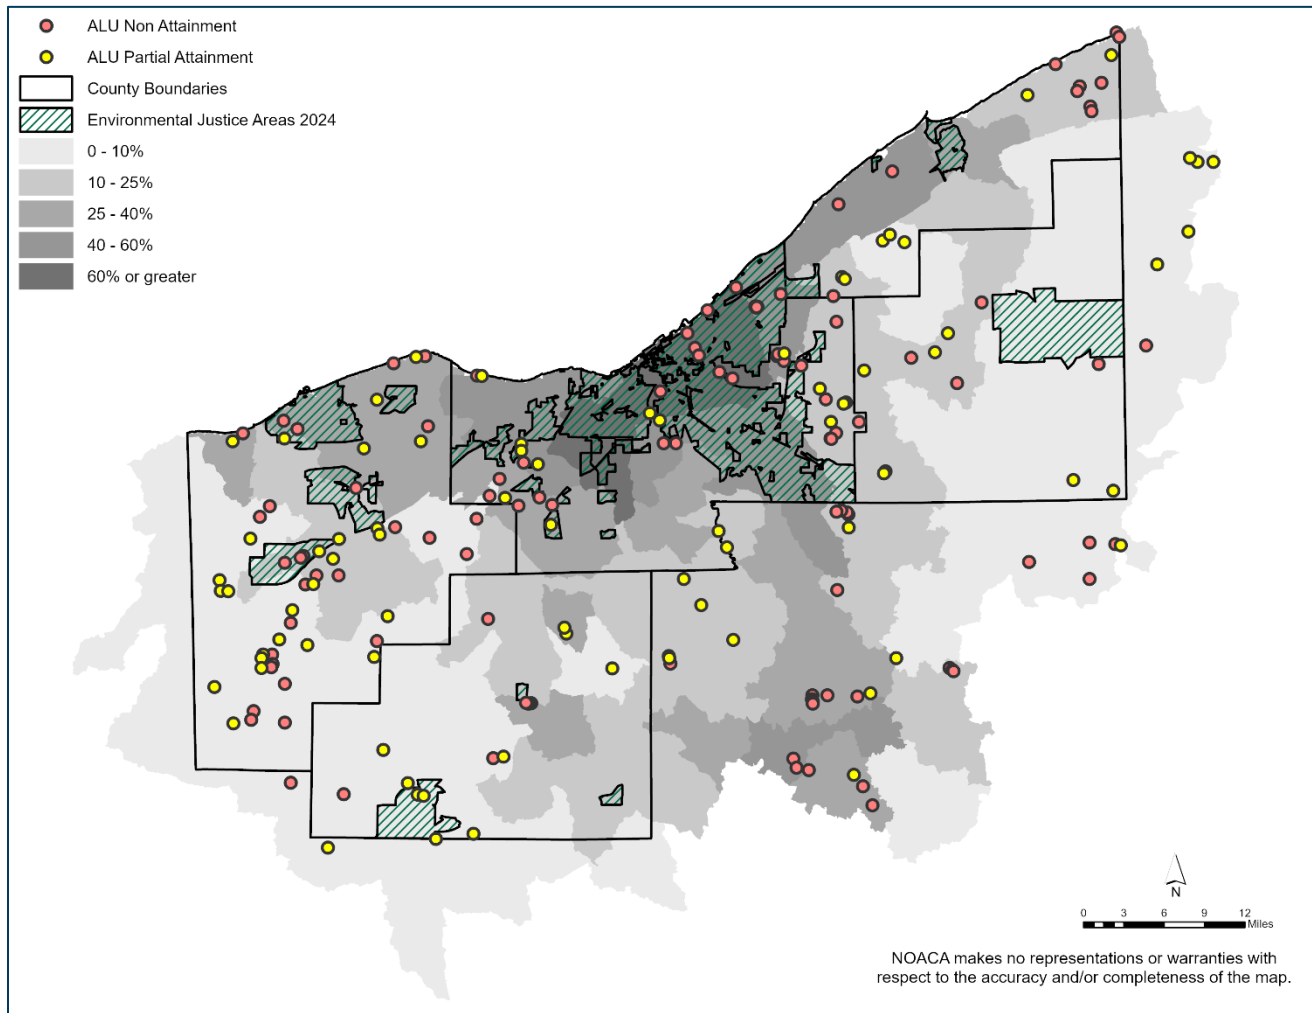 ALU Non Attainment
ALU Partial Attainment
County Boundaries
Environmental Justice Areas 2024
0 - 10%
10 - 25%
25 - 40%
40 - 60%
60% or greater
N
0 3 6 9 12
Miles
NOACA makes no representations or warranties with
respect to the accuracy and/or completeness of the map.